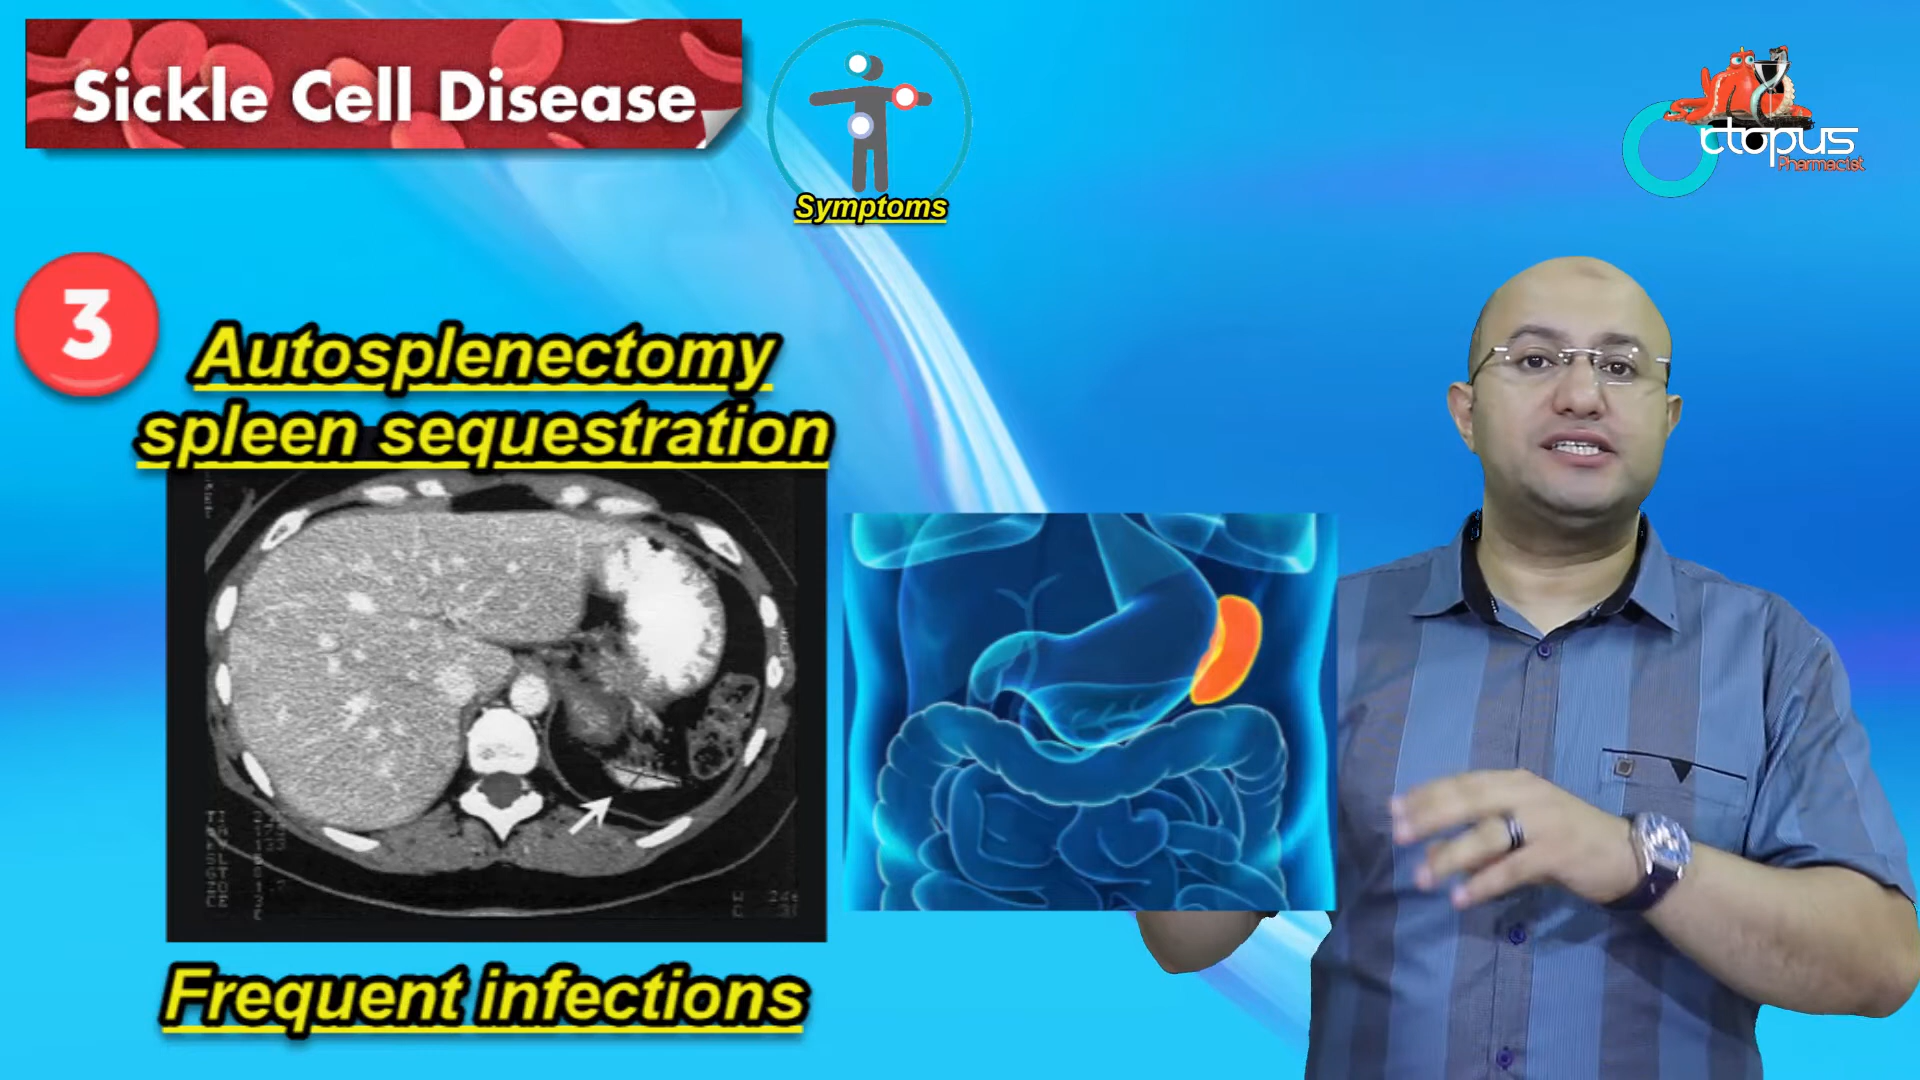 Sickle Cell Disease
Symptoms
ctopus
Pharmacist
3
Autosplenectomy
spleen sequestration
Frequent infections